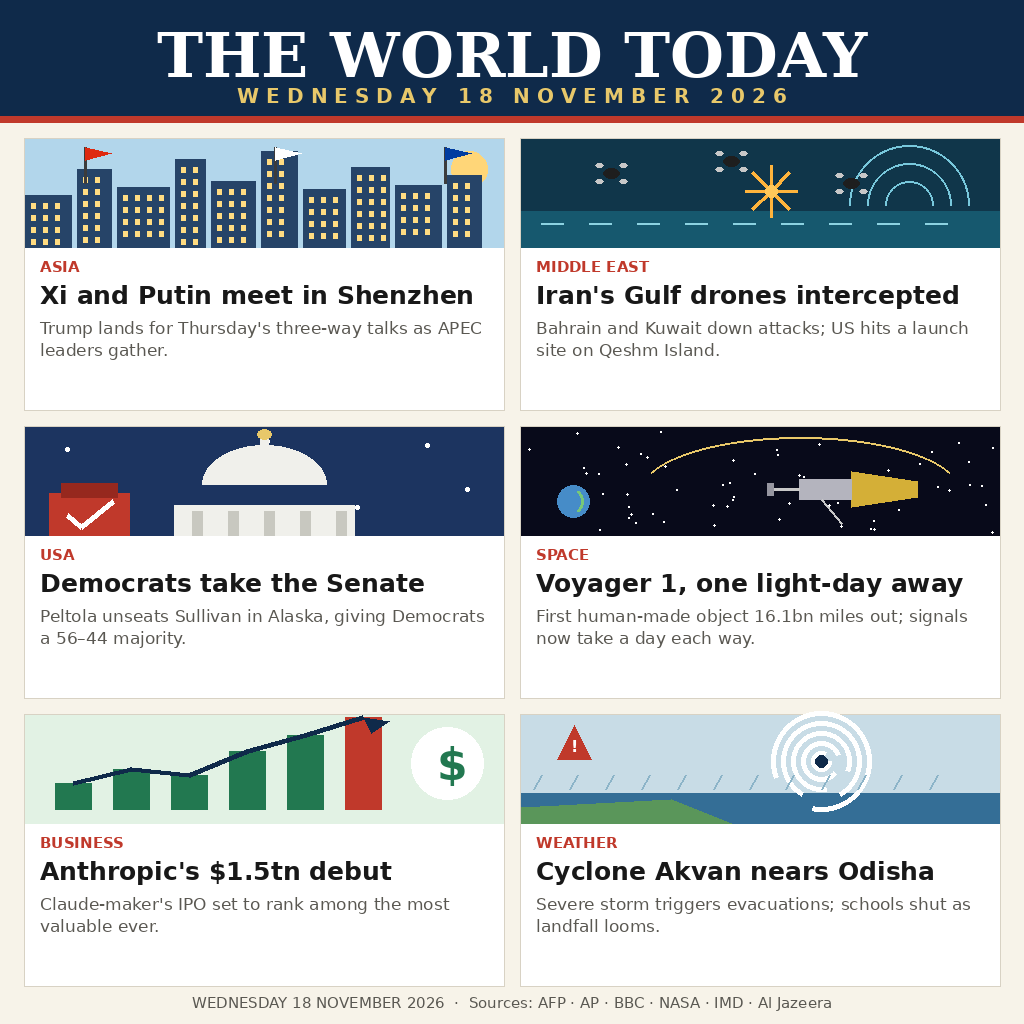 THE WORLD TODAY
WEDNESDAY 18 NOVEMBER 2026
ASIA
Xi and Putin meet in Shenzhen
Trump lands for Thursday's three-way talks as APEC
leaders gather.
MIDDLE EAST
Iran's Gulf drones intercepted
Bahrain and Kuwait down attacks; US hits a launch
site on Qeshm Island.
USA
Democrats take the Senate
Peltola unseats Sullivan in Alaska, giving Democrats
a 56–44 majority.
SPACE
Voyager 1, one light-day away
First human-made object 16.1bn miles out; signals
now take a day each way.
$
BUSINESS
Anthropic's $1.5tn debut
Claude-maker's IPO set to rank among the most
valuable ever.
!
WEATHER
Cyclone Akvan nears Odisha
Severe storm triggers evacuations; schools shut as
landfall looms.
WEDNESDAY 18 NOVEMBER 2026 · Sources: AFP · AP · BBC · NASA · IMD · Al Jazeera